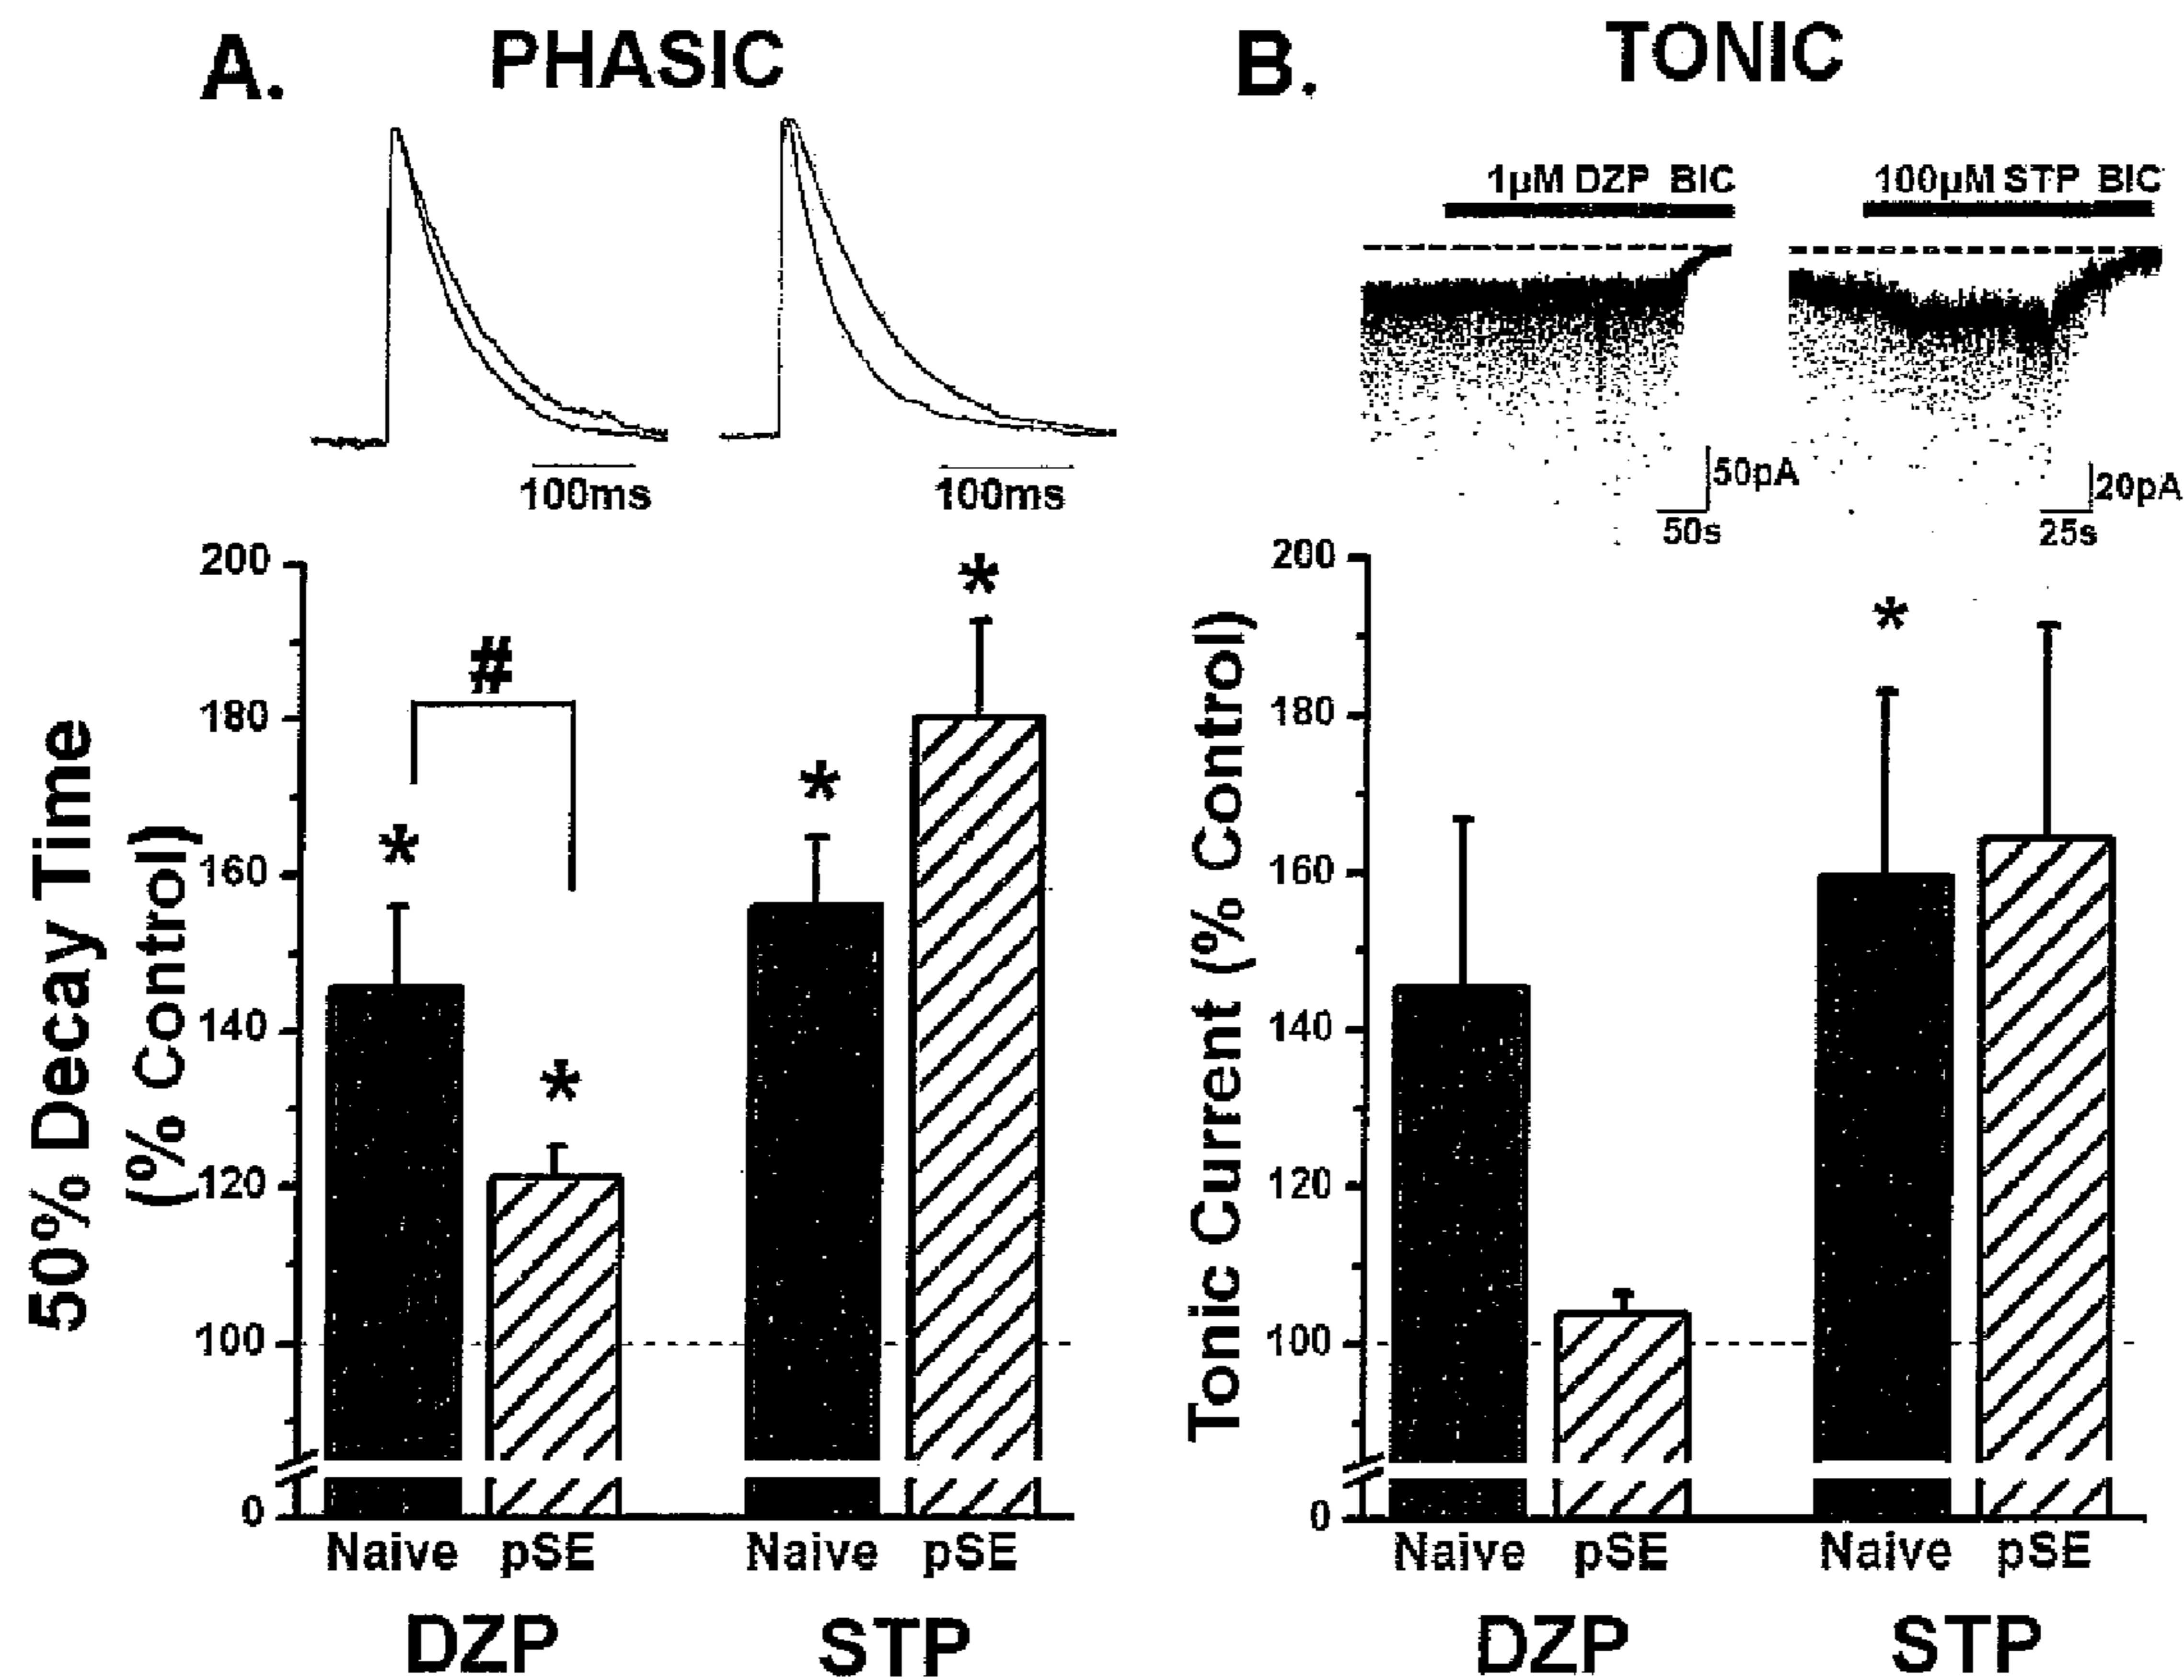 A. PHASIC
100ms 100ms
50% Decay Time
(% Control)
200
180
160
140
120
100
0
#
*
*
*
*
Naive pSE Naive pSE
DZP STP
B. TONIC
1µM DZP BIC 100µM STP BIC
50pA
50s
20pA
25s
Tonic Current (% Control)
200
180
160
140
120
100
0
*
Naive pSE Naive pSE
DZP STP